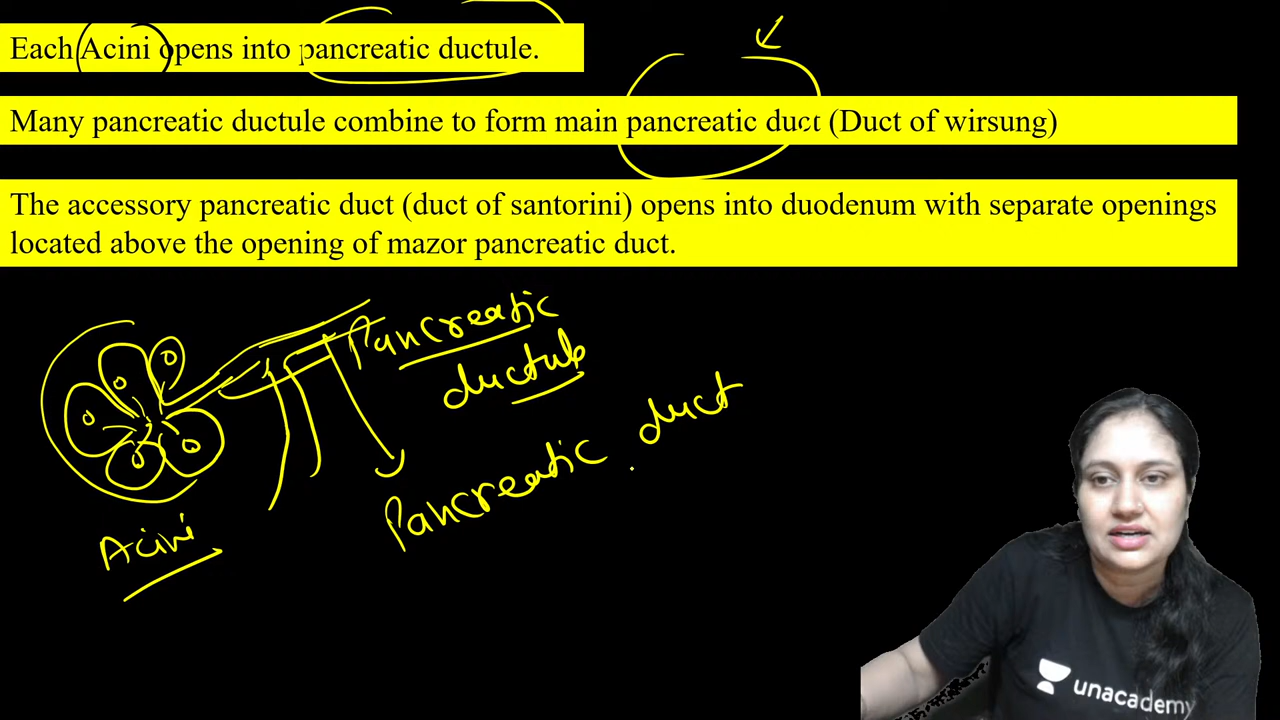 Each Acini opens into pancreatic ductule.
Many pancreatic ductule combine to form main pancreatic duct (Duct of wirsung)
The accessory pancreatic duct (duct of santorini) opens into duodenum with separate openings
located above the opening of mazor pancreatic duct.
Pancreatic
ductule
Pancreatic duct
Acini
unacademy